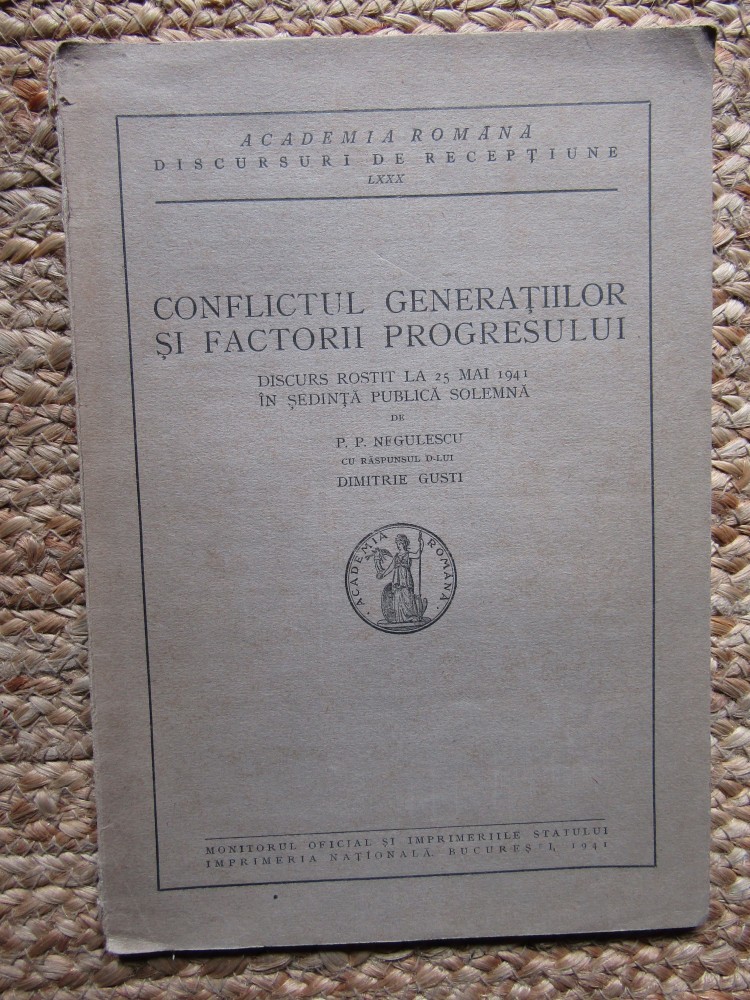 ACADEMIA ROMÂNĂ
DISCURSURI DE RECEPȚIUNE
LXXX
CONFLICTUL GENERAȚIILOR
ȘI FACTORII PROGRESULUI
DISCURS ROSTIT LA 25 MAI 1941
ÎN ȘEDINȚĂ PUBLICĂ SOLEMNĂ
DE
P. P. NEGULESCU
CU RĂSPUNSUL D-LUI
DIMITRIE GUSTI
ACADEMIA ROMÂNĂ
MONITORUL OFICIAL ȘI IMPRIMERIILE STATULUI
IMPRIMERIA NAȚIONALĂ, BUCUREȘTI, 1941